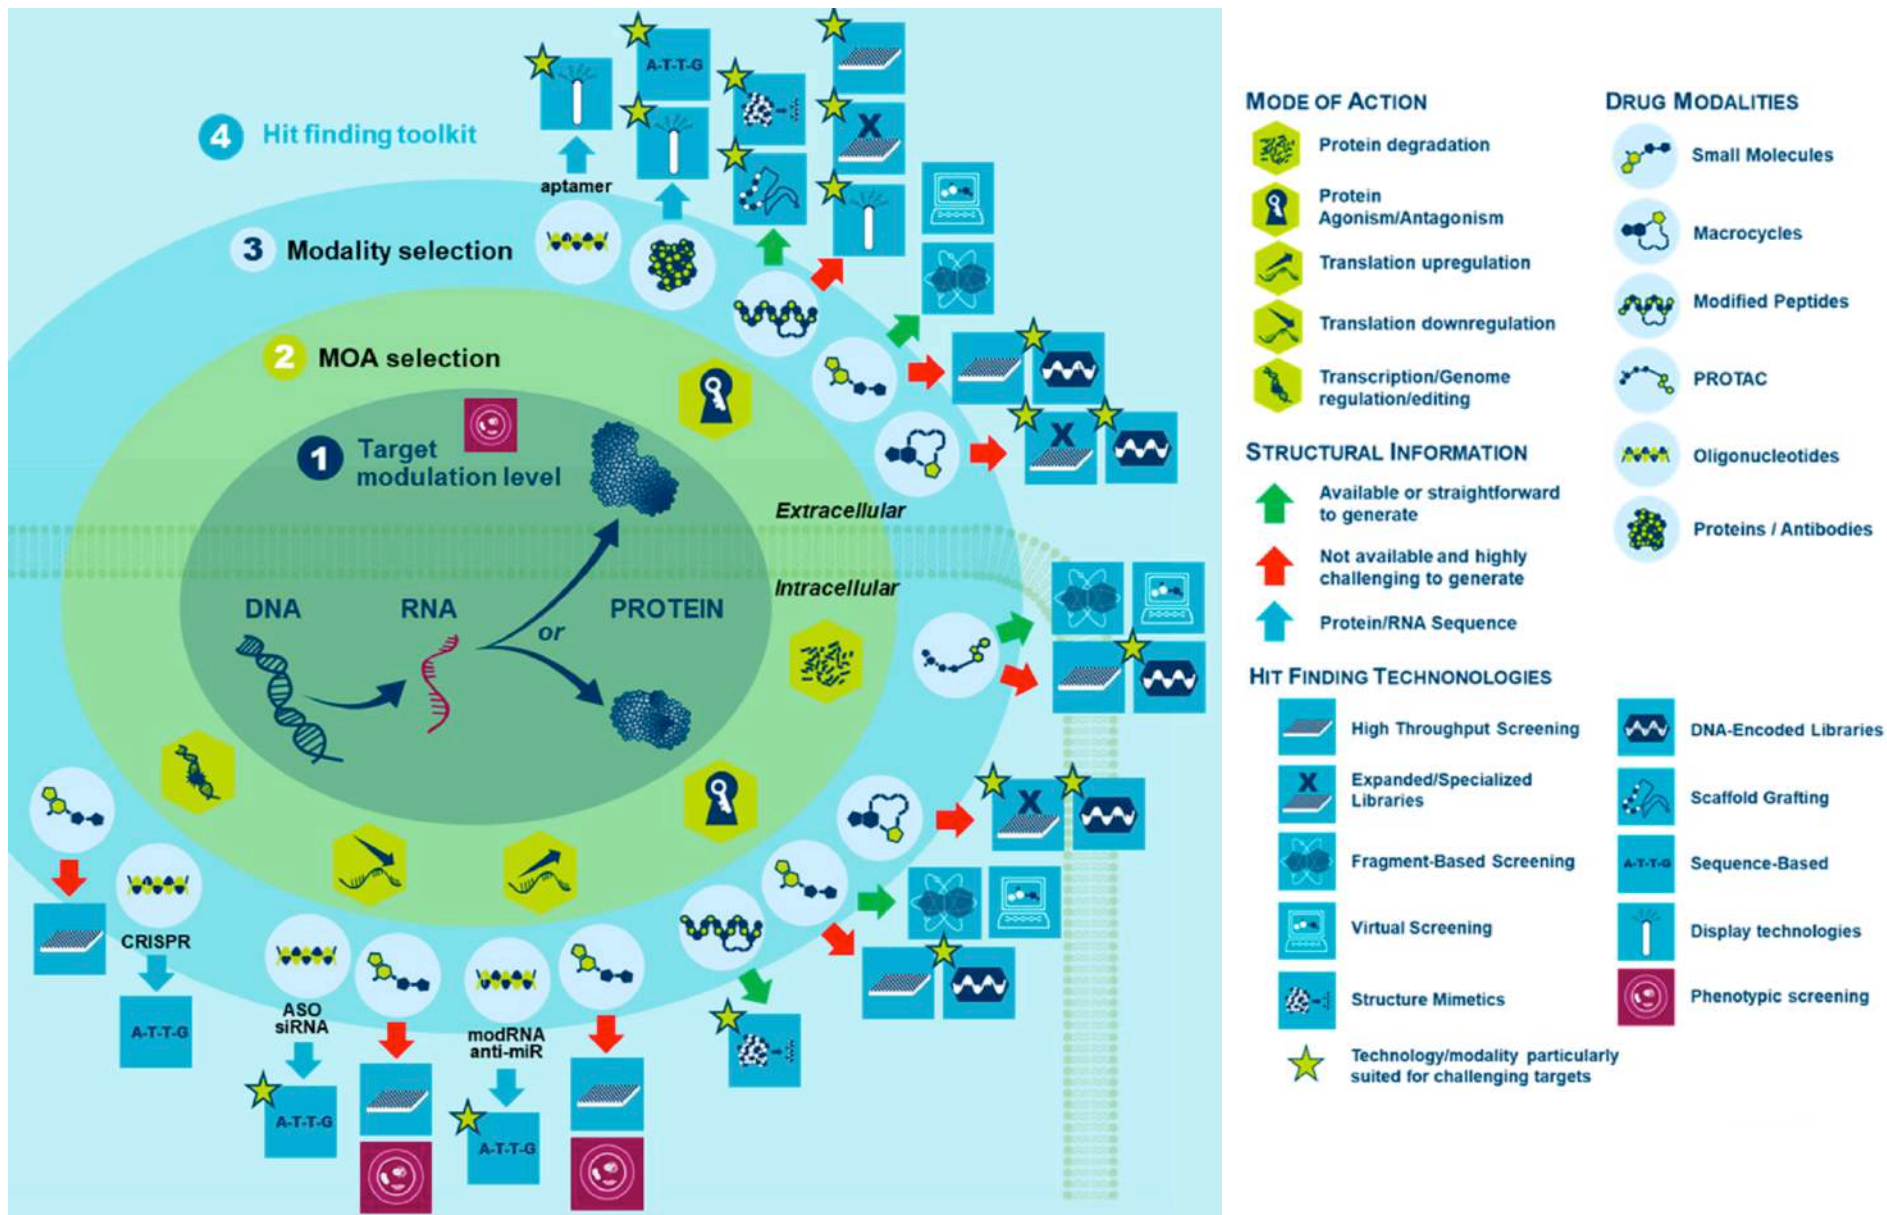 4 Hit finding toolkit
aptamer
A-T-T-G
3 Modality selection
2 MOA selection
1 Target
modulation level
X
X
Extracellular
Intracellular
DNA
RNA
or
PROTEIN
X
CRISPR
A-T-T-G
ASO
siRNA
A-T-T-G
modRNA
anti-miR
A-T-T-G
MODE OF ACTION
Protein degradation
Protein
Agonism/Antagonism
Translation upregulation
Translation downregulation
Transcription/Genome
regulation/editing
STRUCTURAL INFORMATION
Available or straightforward
to generate
Not available and highly
challenging to generate
Protein/RNA Sequence
DRUG MODALITIES
Small Molecules
Macrocycles
Modified Peptides
PROTAC
Oligonucleotides
Proteins / Antibodies
HIT FINDING TECHNONOLOGIES
High Throughput Screening
X
Expanded/Specialized
Libraries
Fragment-Based Screening
Virtual Screening
Structure Mimetics
DNA-Encoded Libraries
Scaffold Grafting
A-T-T-G
Sequence-Based
Display technologies
Phenotypic screening
Technology/modality particularly
suited for challenging targets